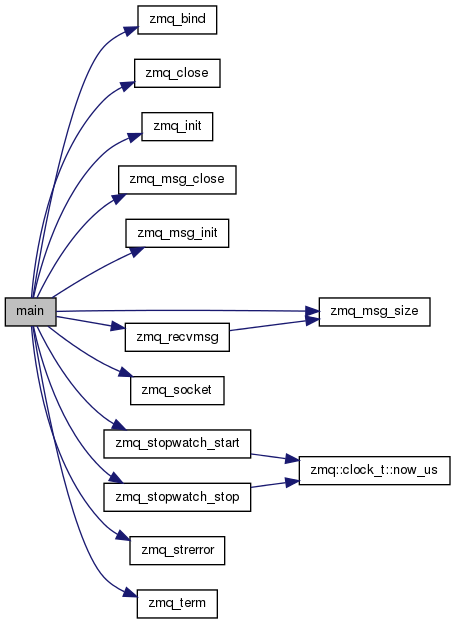 zmq_bind
zmq_close
zmq_init
zmq_msg_close
zmq_msg_init
main
zmq_msg_size
zmq_recvmsg
zmq_socket
zmq_stopwatch_start
zmq::clock_t::now_us
zmq_stopwatch_stop
zmq_strerror
zmq_term